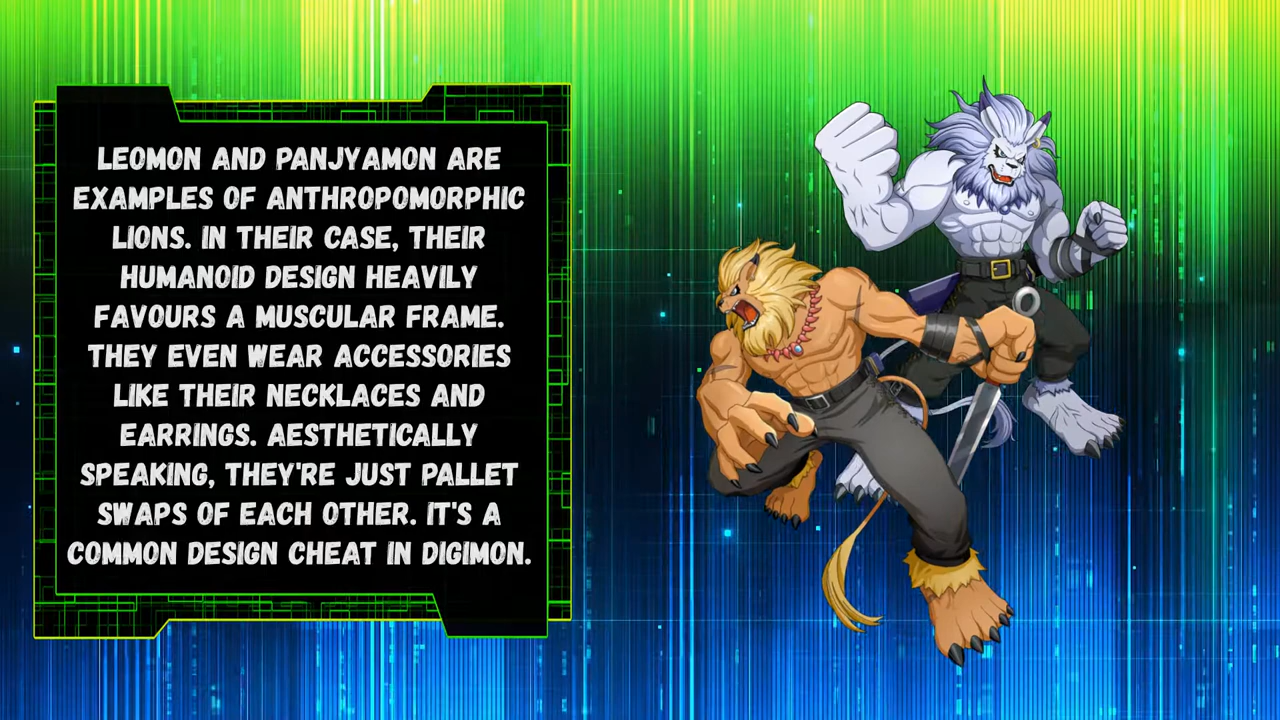 LEOMON AND PANJYAMON ARE
EXAMPLES OF ANTHROPOMORPHIC
LIONS. IN THEIR CASE, THEIR
HUMANOID DESIGN HEAVILY
FAVOURS A MUSCULAR FRAME.
THEY EVEN WEAR ACCESSORIES
LIKE THEIR NECKLACES AND
EARRINGS. AESTHETICALLY
SPEAKING, THEY'RE JUST PALLET
SWAPS OF EACH OTHER. IT'S A
COMMON DESIGN CHEAT IN DIGIMON.